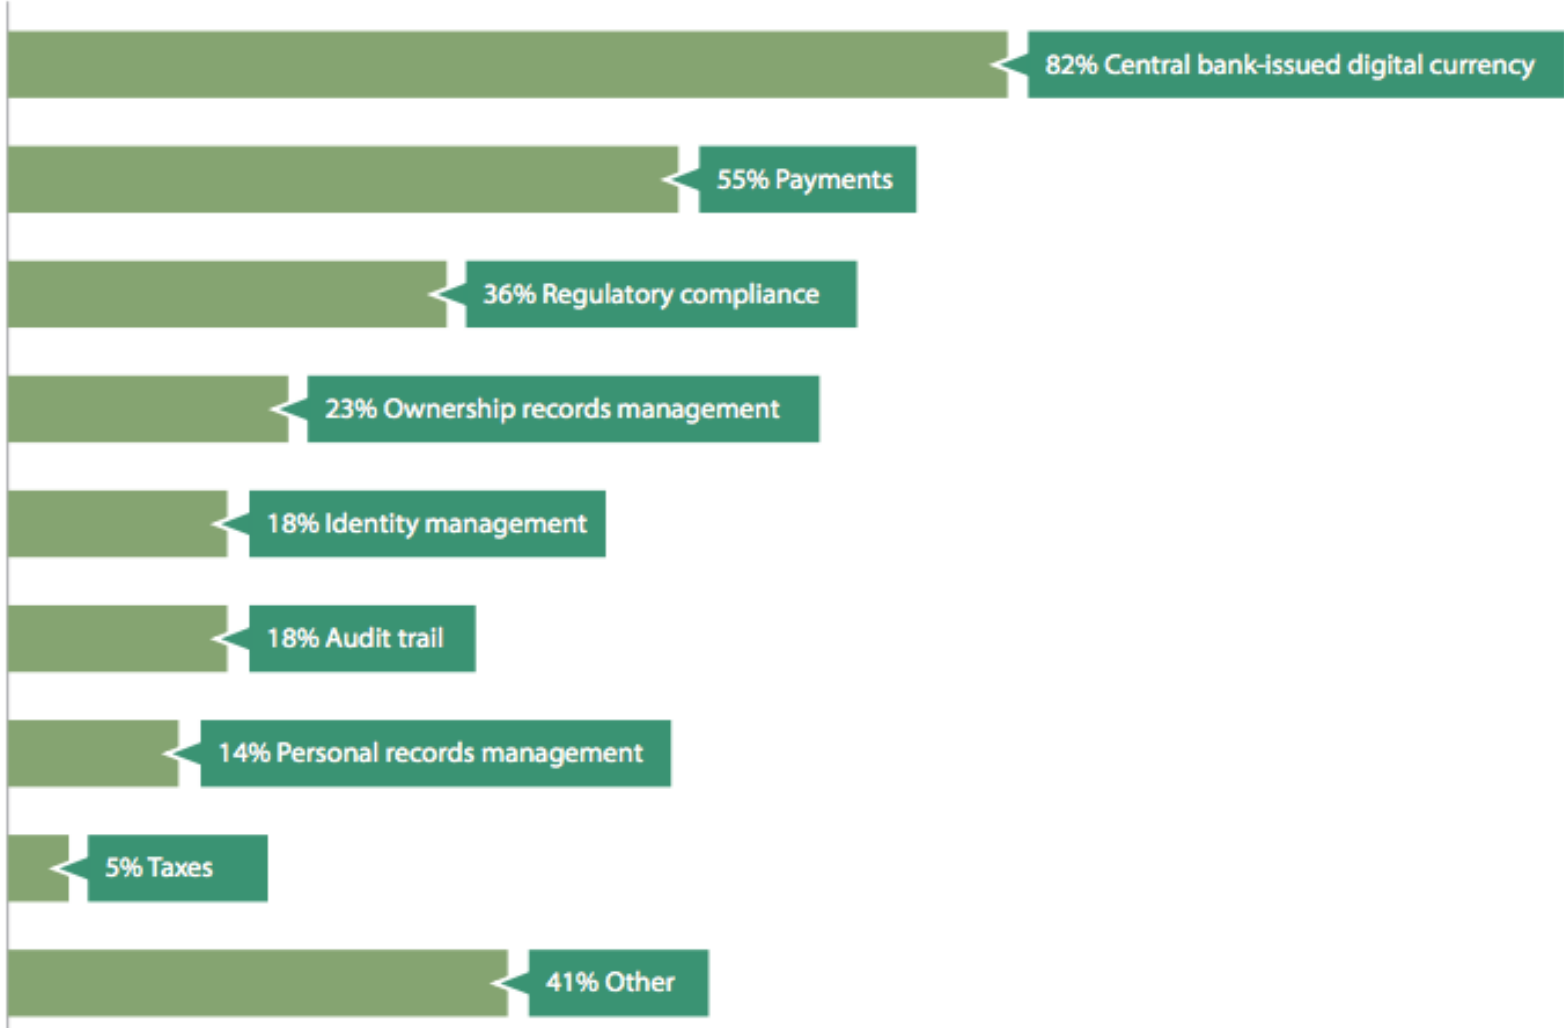 82% Central bank-issued digital currency
55% Payments
36% Regulatory compliance
23% Ownership records management
18% Identity management
18% Audit trail
14% Personal records management
5% Taxes
41% Other